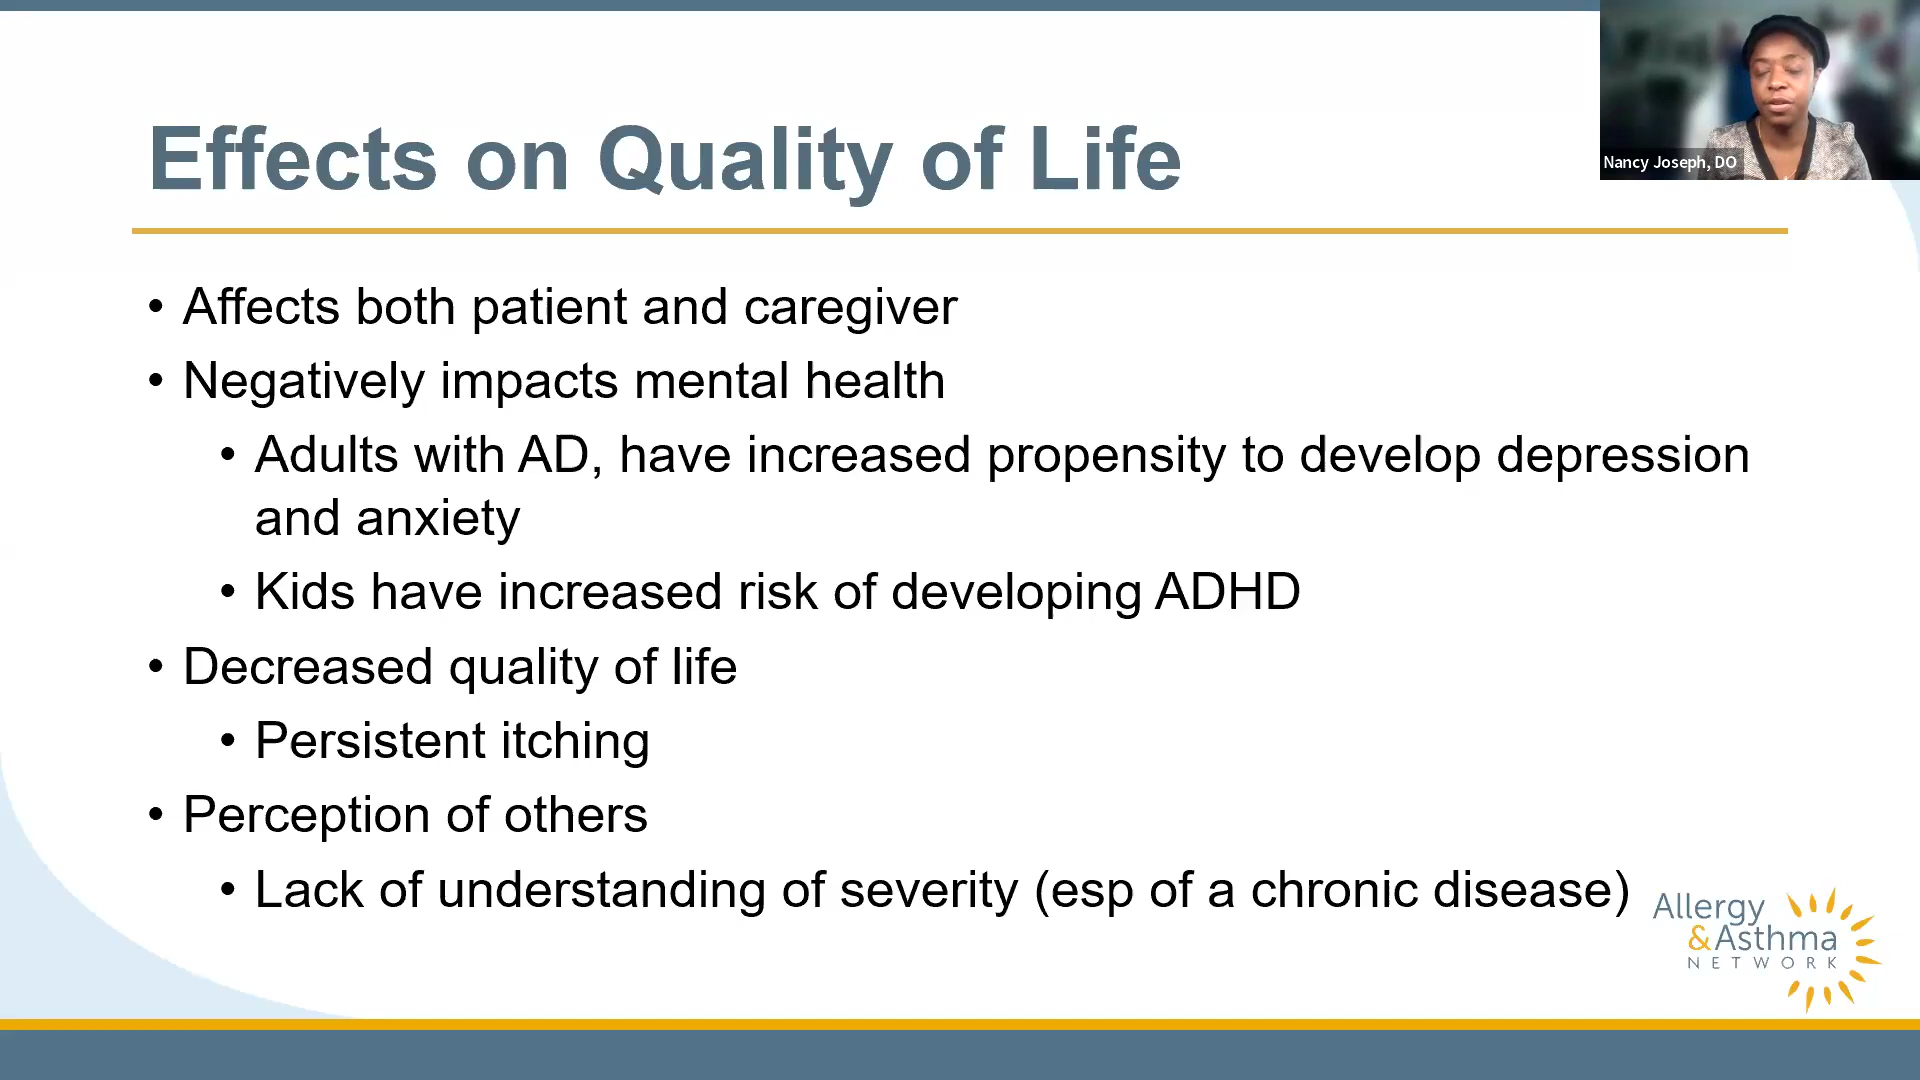 Effects on Quality of Life
Nancy Joseph, DO
• Affects both patient and caregiver
• Negatively impacts mental health
• Adults with AD, have increased propensity to develop depression
and anxiety
• Kids have increased risk of developing ADHD
• Decreased quality of life
• Persistent itching
• Perception of others
• Lack of understanding of severity (esp of a chronic disease)
Allergy
&Asthma
NETWORK